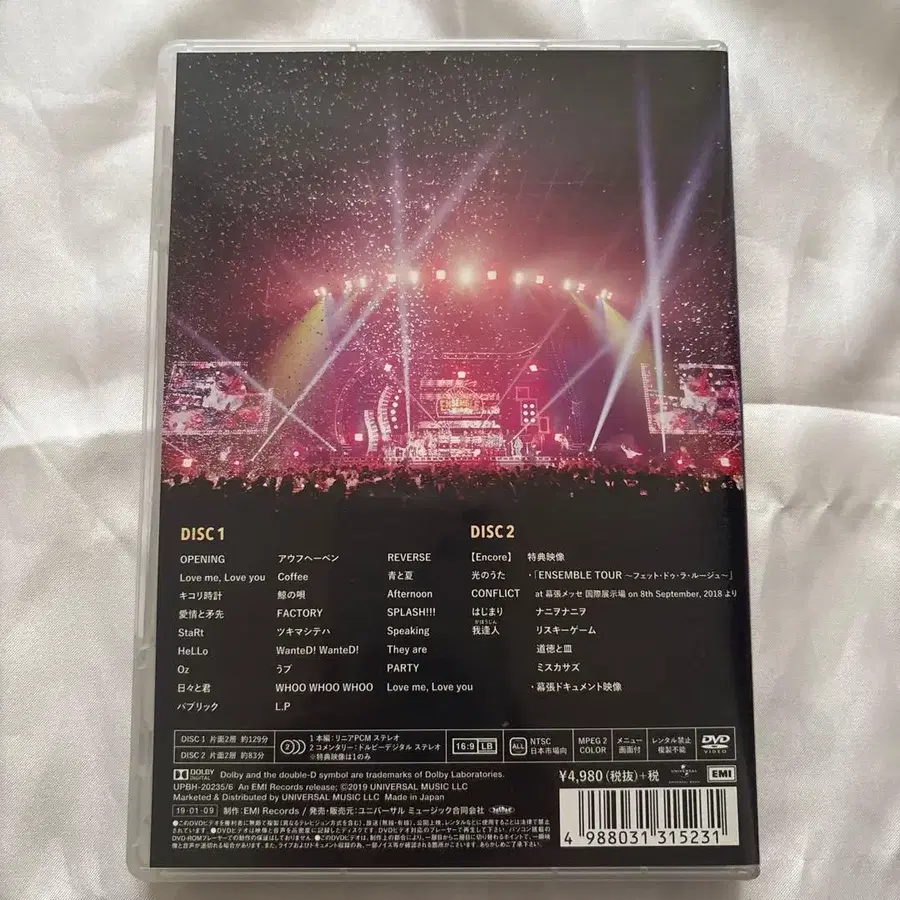 ENSEMBLE
DISC 1
OPENING
Love me, Love you
キコリ時計
愛情と矛先
StaRt
HeLLo
Oz
日々と君
パブリック
アウフヘーベン
Coffee
鯨の唄
FACTORY
ツキマシテハ
WanteD! WanteD!
うブ
WHOO WHOO WHOO
L.P
REVERSE
青と夏
Afternoon
SPLASH!!!
Speaking
They are
PARTY
Love me, Love you
DISC 2
【Encore】
光のうた
CONFLICT
はじまり
がぼうじん
我逢人
特典映像
・「ENSEMBLE TOUR ～フェット・ドゥ・ラ・ルージュ～」
at 幕張メッセ 国際展示場 on 8th September, 2018 より
ナニヲナニヲ
リスキーゲーム
道徳と皿
ミスカサズ
・幕張ドキュメント映像
DISC 1 片面2層 約129分
DISC 2 片面2層 約83分
2
1 本編：リニアPCM ステレオ
2 コメンタリー：ドルビーデジタル ステレオ
※特典映像は1のみ
16:9 LB
ALL
NTSC
日本市場向
MPEG 2
COLOR
メニュー
画面付
レンタル禁止
複製不能
DVD
VIDEO
DOLBY
DIGITAL
Dolby and the double-D symbol are trademarks of Dolby Laboratories.
UPBH-20235/6 An EMI Records release; ©2019 UNIVERSAL MUSIC LLC
Marketed & Distributed by UNIVERSAL MUSIC LLC Made in Japan
19·01·09 制作：EMI Records / 発売・販売元：ユニバーサル ミュージック合同会社
¥4,980(税抜)+税
UNIVERSAL
EMI
4 988031 315231